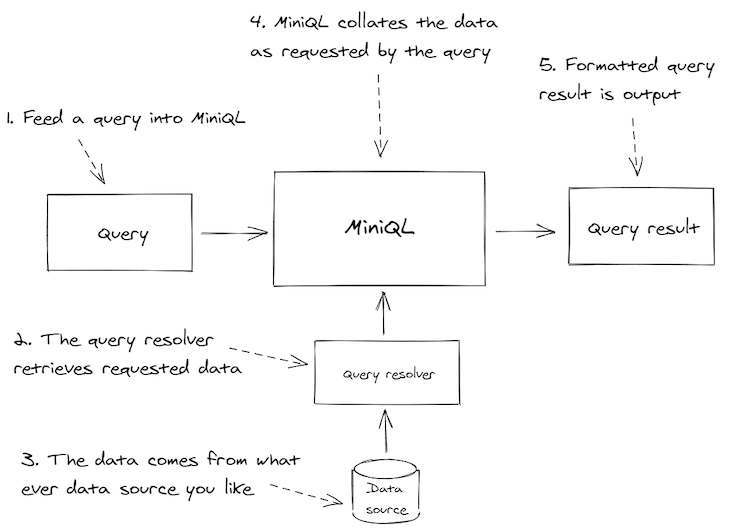 4. MiniQL collates the data
as requested by the query
5. Formatted query
result is output
1. Feed a query into MiniQL
Query
MiniQL
Query result
2. The query resolver
retrieves requested data
Query resolver
3. The data comes from what
ever data source you like
Data
source